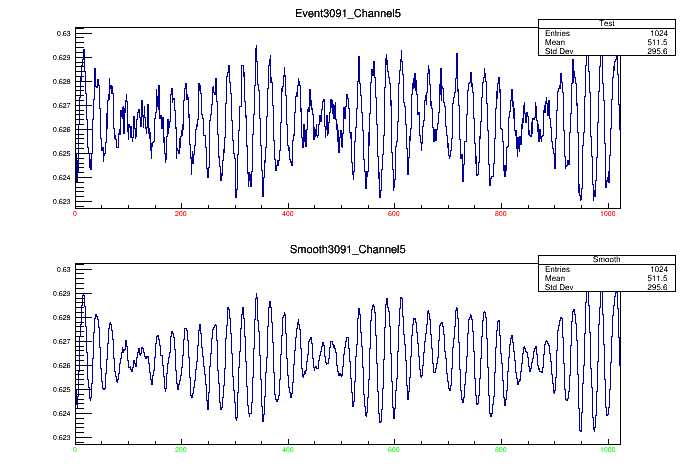 Event3091_Channel5
Test
Entries 1024
Mean 511.5
Std Dev 295.6
0.63
0.629
0.628
0.627
0.626
0.625
0.624
0.623
0 200 400 600 800 1000
Smooth3091_Channel5
Smooth
Entries 1024
Mean 511.5
Std Dev 295.6
0.63
0.629
0.628
0.627
0.626
0.625
0.624
0.623
0 200 400 600 800 1000